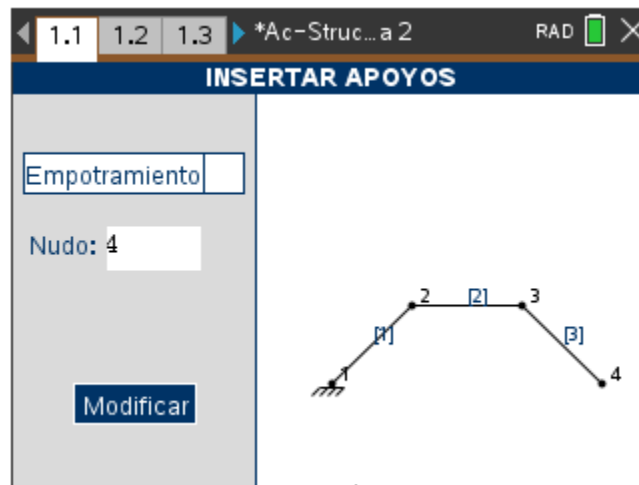 1.1 1.2 1.3 *Ac-Struc...a 2 RAD
INSERTAR APOYOS
Empotramiento
Nudo: 4
Modificar
2 [2] 3
[1] [3]
1 4